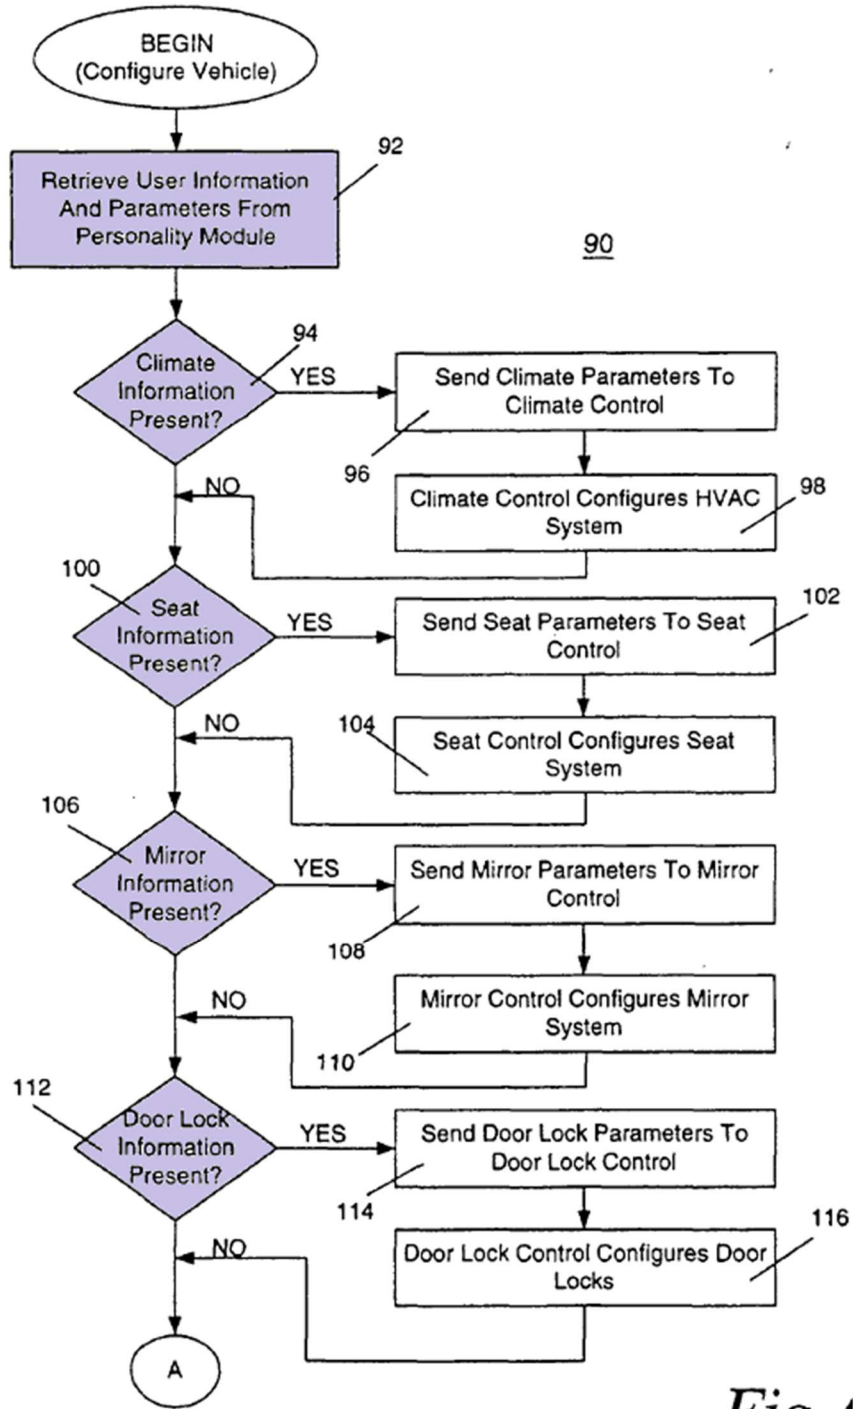 BEGIN
(Configure Vehicle)
92
Retrieve User Information
And Parameters From
Personality Module
90
94
Climate
Information
Present?
YES
Send Climate Parameters To
Climate Control
96
NO
Climate Control Configures HVAC
System
98
100
Seat
Information
Present?
YES
Send Seat Parameters To Seat
Control
102
NO
104
Seat Control Configures Seat
System
106
Mirror
Information
Present?
YES
Send Mirror Parameters To Mirror
Control
108
NO
Mirror Control Configures Mirror
System
110
112
Door Lock
Information
Present?
YES
Send Door Lock Parameters To
Door Lock Control
114
116
NO
Door Lock Control Configures Door
Locks
A